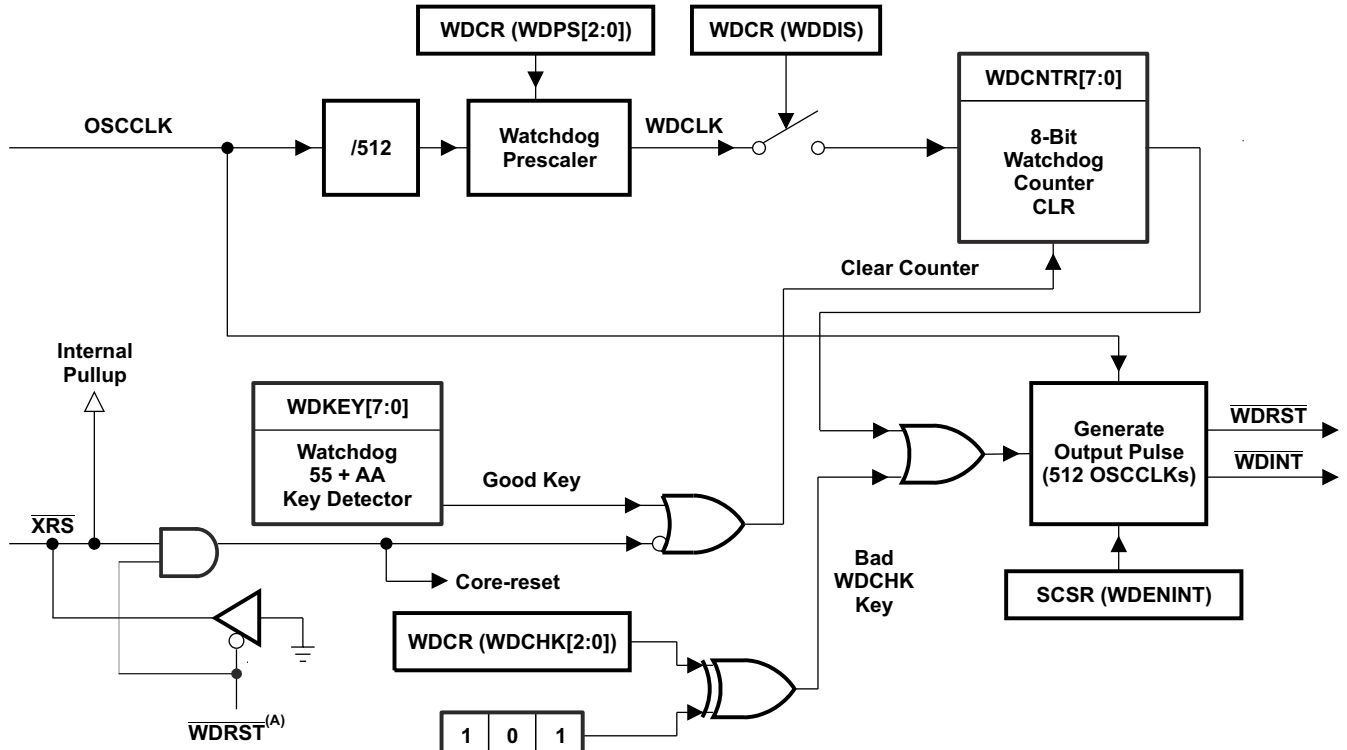 WDCR (WDPS[2:0])
WDCR (WDDIS)
WDCNTR[7:0]
OSCCLK
/512
Watchdog
Prescaler
WDCLK
8-Bit
Watchdog
Counter
CLR
Clear Counter
Internal
Pullup
WDKEY[7:0]
Watchdog
55 + AA
Key Detector
Good Key
Generate
Output Pulse
(512 OSCCLKs)
WDRST
WDINT
XRS
Core-reset
Bad
WDCHK
Key
SCSR (WDENINT)
WDCR (WDCHK[2:0])
WDRST(A)
1 0 1